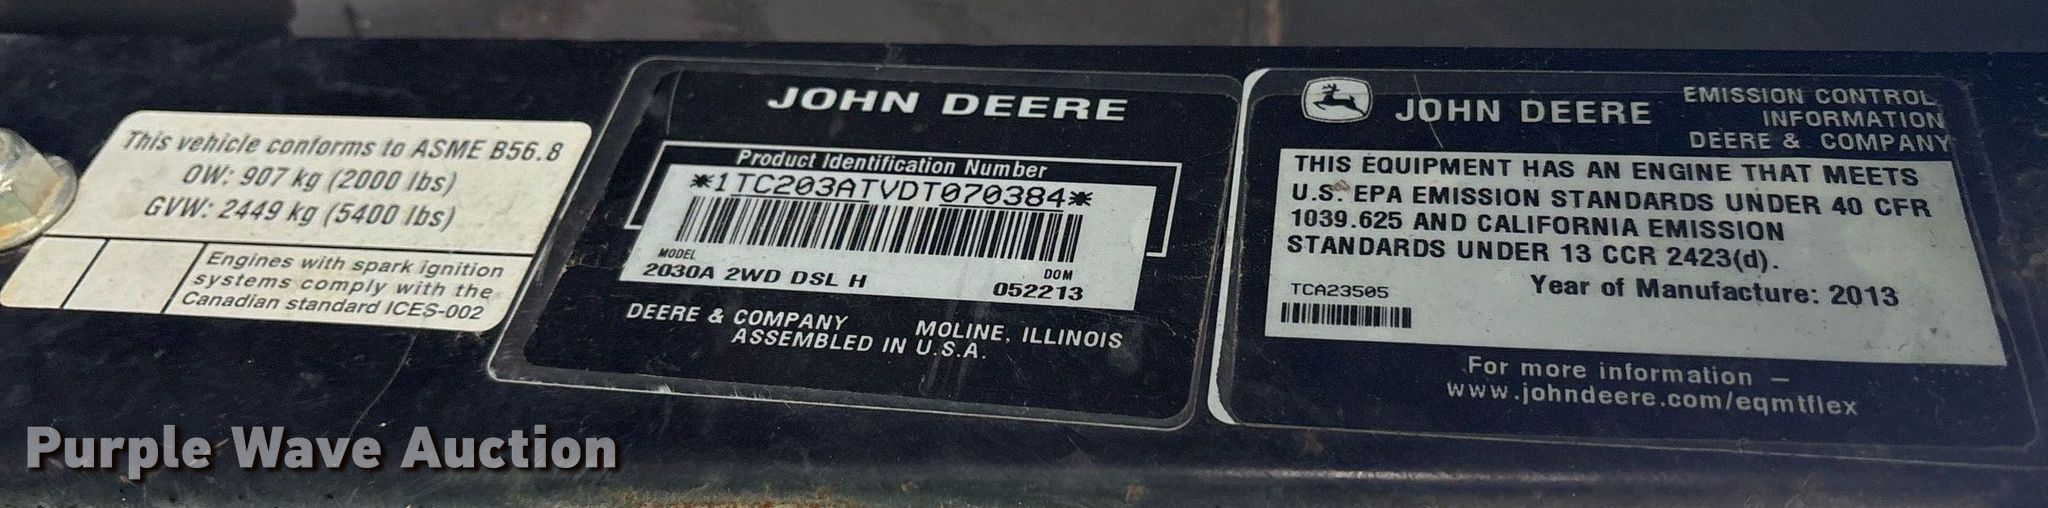 This vehicle conforms to ASME B56.8
OW: 907 kg (2000 lbs)
GVW: 2449 kg (5400 lbs)
Engines with spark ignition
systems comply with the
Canadian standard ICES-002
JOHN DEERE
Product Identification Number
*1TC203ATVDT070384*
MODEL
2030A 2WD DSL H
DOM
052213
DEERE & COMPANY MOLINE, ILLINOIS
ASSEMBLED IN U.S.A.
JOHN DEERE
EMISSION CONTROL
INFORMATION
DEERE & COMPANY
THIS EQUIPMENT HAS AN ENGINE THAT MEETS
U.S. EPA EMISSION STANDARDS UNDER 40 CFR
1039.625 AND CALIFORNIA EMISSION
STANDARDS UNDER 13 CCR 2423(d).
TCA23505
Year of Manufacture: 2013
For more information –
www.johndeere.com/eqmtflex
Purple Wave Auction